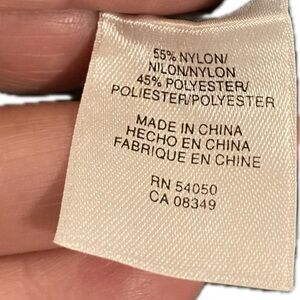 55% NYLON/
NILON/NYLON
45% POLYESTER/
POLIESTER/POLYESTER
MADE IN CHINA
HECHO EN CHINA
FABRIQUE EN CHINE
RN 54050
CA 08349